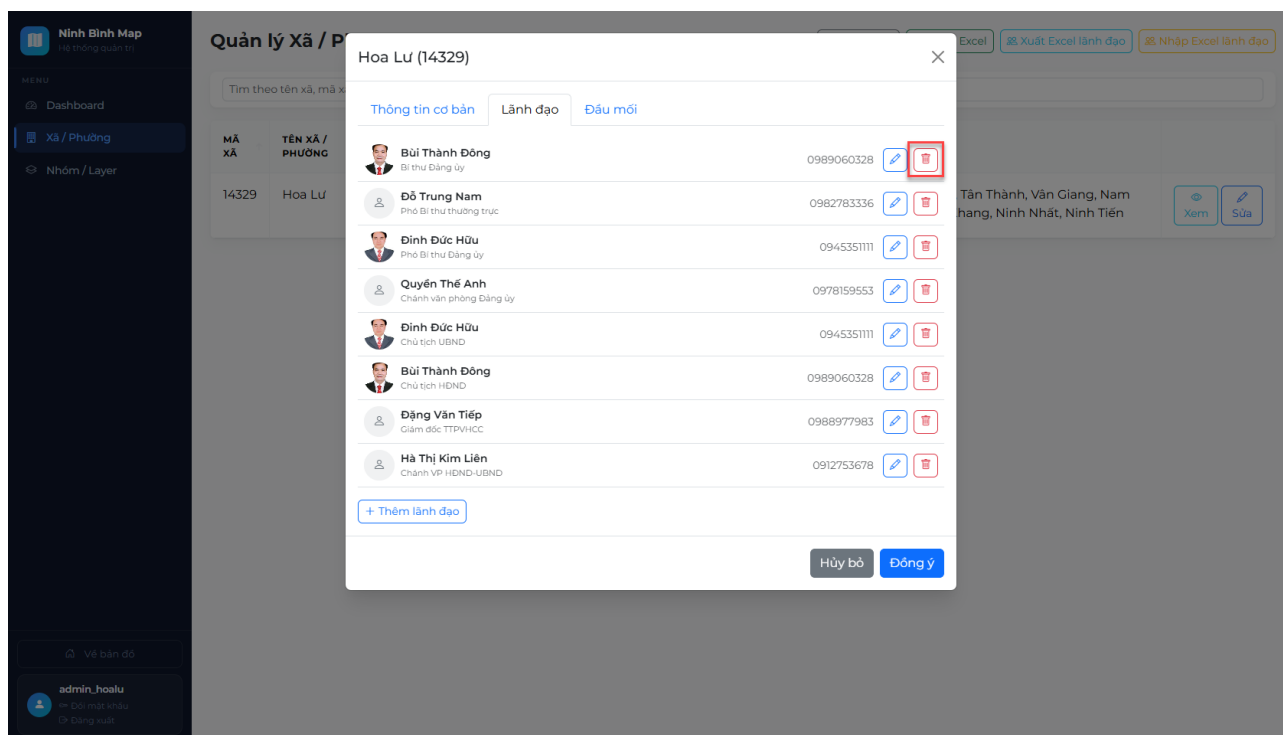 Ninh Bình Map
Hệ thống quản trị
MENU
Dashboard
Xã / Phường
Nhóm / Layer
Về bản đồ
admin_hoalu
Đổi mật khẩu
Đăng xuất
Quản lý Xã / P
Excel
Xuất Excel lãnh đạo
Nhập Excel lãnh đạo
Tìm theo tên xã, mã x
MÃ XÃ
TÊN XÃ / PHƯỜNG
14329
Hoa Lư
Tân Thành, Vân Giang, Nam
hang, Ninh Nhất, Ninh Tiến
Xem
Sửa
Hoa Lư (14329)
Thông tin cơ bản
Lãnh đạo
Đầu mối
Bùi Thành Đông
Bí thư Đảng ủy
0989060328
Đỗ Trung Nam
Phó Bí thư thường trực
0982783336
Đinh Đức Hữu
Phó Bí thư Đảng ủy
0945351111
Quyền Thế Anh
Chánh văn phòng Đảng ủy
0978159553
Đinh Đức Hữu
Chủ tịch UBND
0945351111
Bùi Thành Đông
Chủ tịch HĐND
0989060328
Đặng Văn Tiếp
Giám đốc TTPVHCC
0988977983
Hà Thị Kim Liên
Chánh VP HĐND-UBND
0912753678
+ Thêm lãnh đạo
Hủy bỏ
Đồng ý